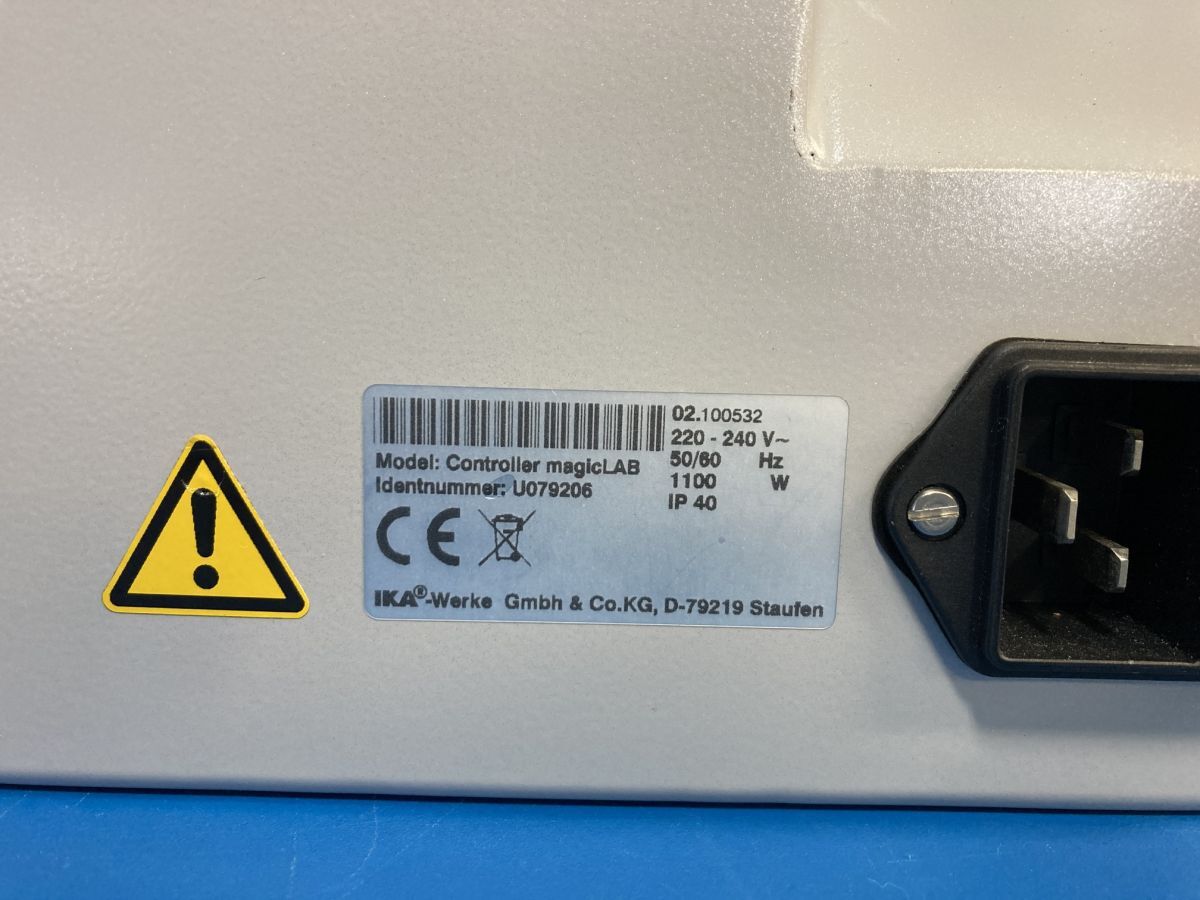 02.100532
220 - 240 V~
Model: Controller magicLAB 50/60 Hz
Identnummer: U079206 1100 W
IP 40
CE
IKA®-Werke Gmbh & Co.KG, D-79219 Staufen